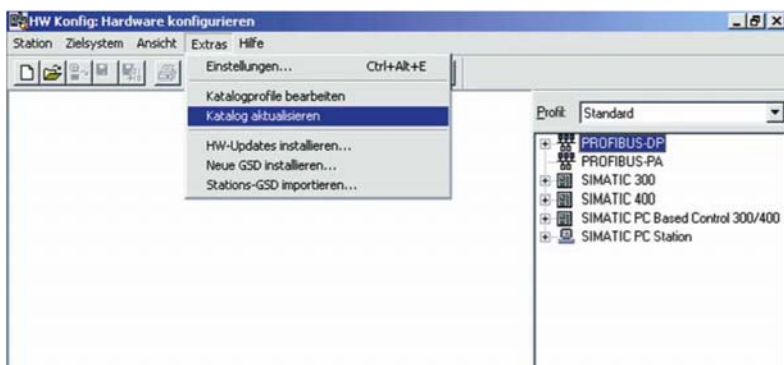 HW Konfig: Hardware konfigurieren
Station Zielsystem Ansicht Extras Hilfe
Einstellungen... Ctrl+Alt+E
Katalogprofile bearbeiten
Katalog aktualisieren
HW-Updates installieren...
Neue GSD installieren...
Stations-GSD importieren...
Profil: Standard
PROFIBUS-DP
PROFIBUS-PA
SIMATIC 300
SIMATIC 400
SIMATIC PC Based Control 300/400
SIMATIC PC Station